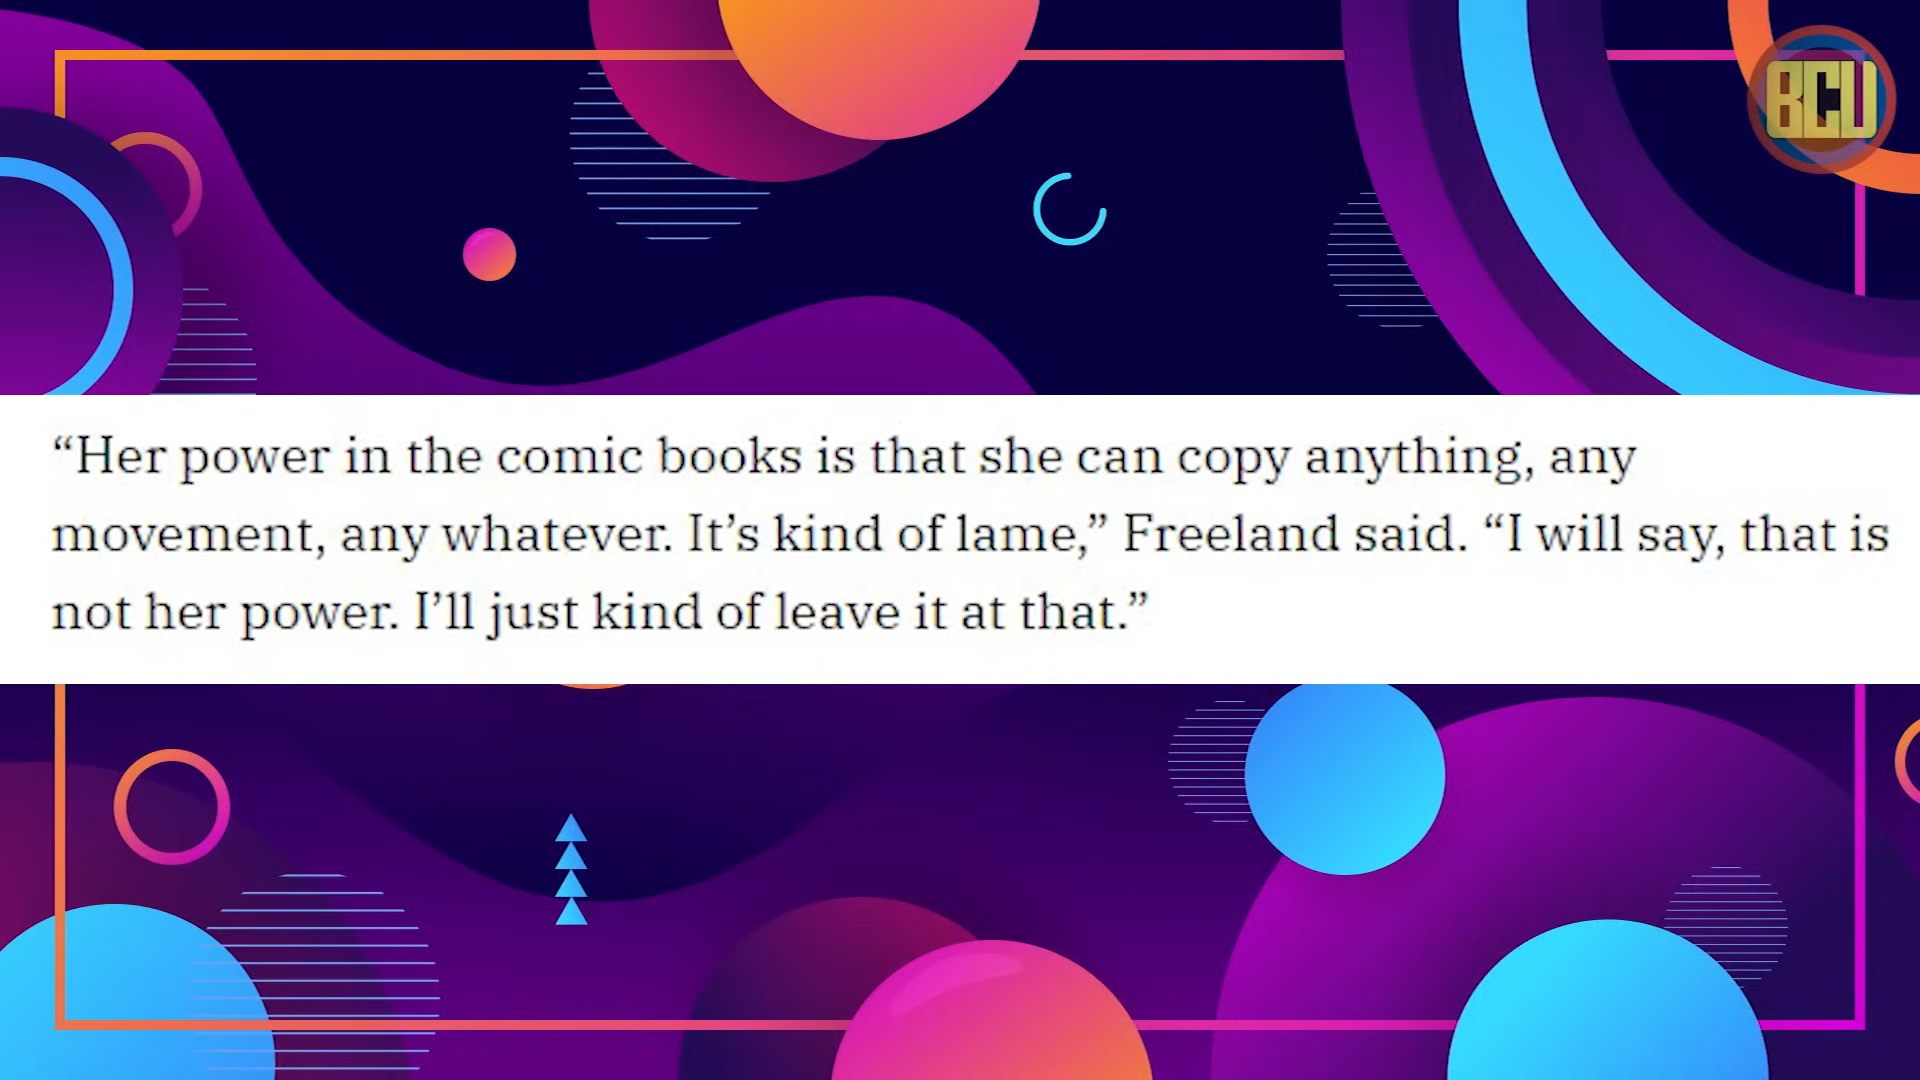 BCU
“Her power in the comic books is that she can copy anything, any
movement, any whatever. It’s kind of lame,” Freeland said. “I will say, that is
not her power. I’ll just kind of leave it at that.”